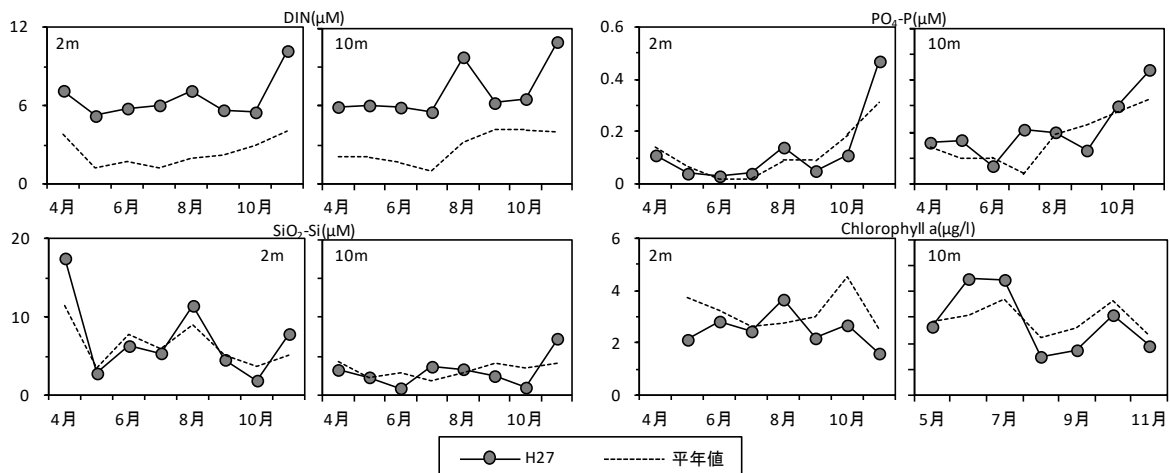 DIN(μM) PO4-P(μM)
12 2m 10m 0.6 2m 10m
6 0.4
0.2
0 0
4月 6月 8月 10月 4月 6月 8月 10月 4月 6月 8月 10月 4月 6月 8月 10月
SiO2-Si(μM) Chlorophyll a(μg/l)
20 2m 10m 6 2m 10m
10 4
2
0 0
4月 6月 8月 10月 4月 6月 8月 10月 4月 6月 8月 10月 5月 7月 9月 11月
H27 平年値